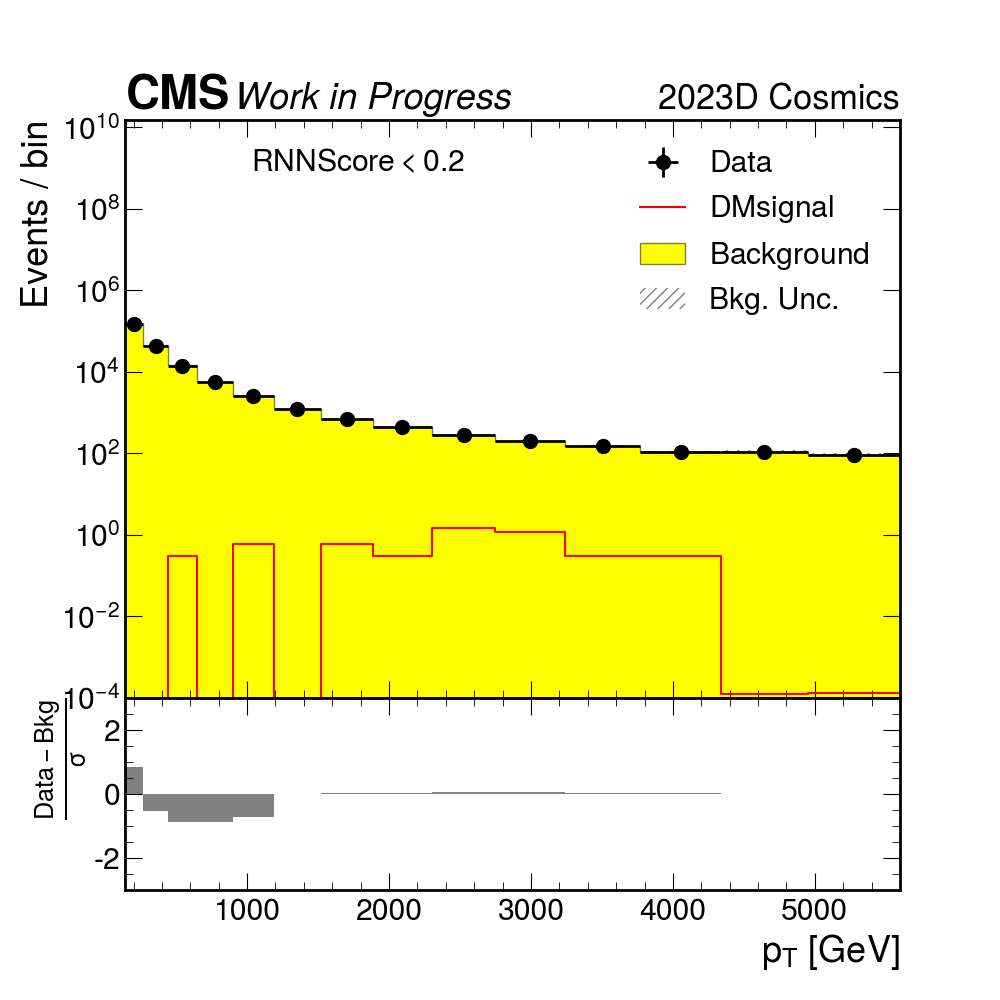 CMS Work in Progress 2023D Cosmics
Events / bin
RNNScore < 0.2
Data
DMsignal
Background
Bkg. Unc.
10^10
10^8
10^6
10^4
10^2
10^0
10^−2
10^−4
Data − Bkg
σ
2
0
-2
1000 2000 3000 4000 5000
p_T [GeV]